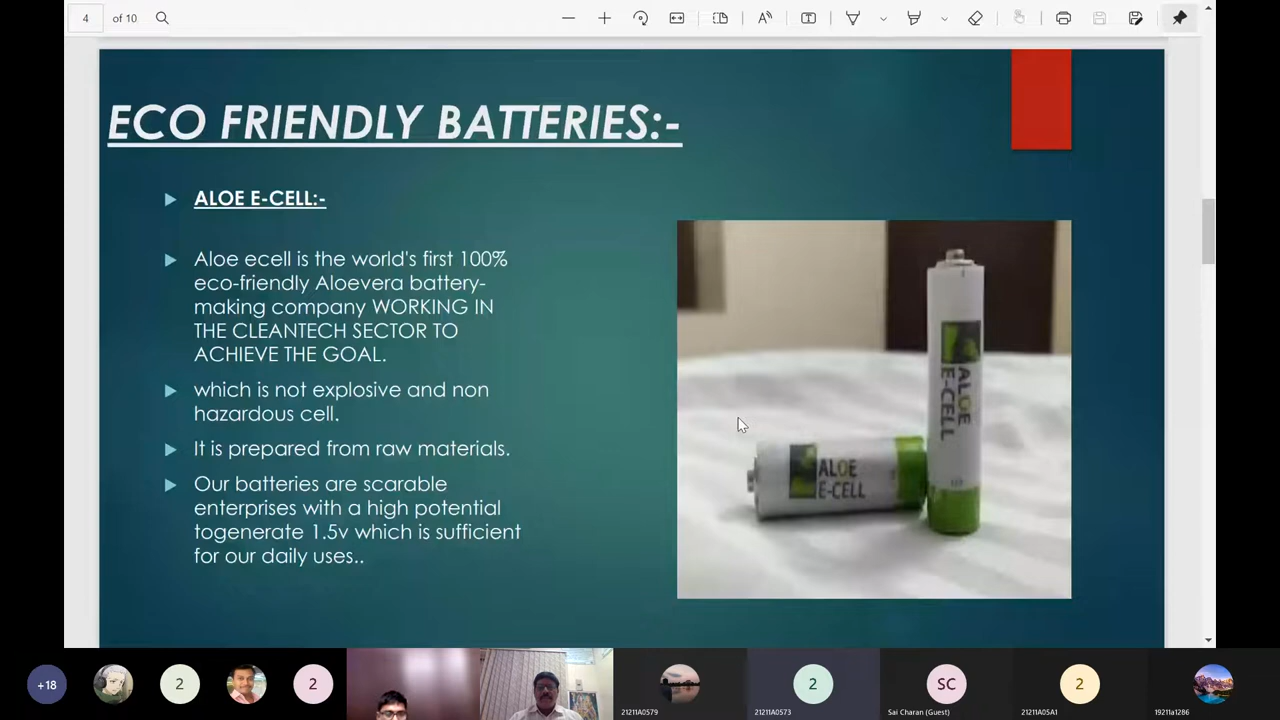 4 of 10
ECO FRIENDLY BATTERIES:-
ALOE E-CELL:-
Aloe ecell is the world's first 100%
eco-friendly Aloevera battery-
making company WORKING IN
THE CLEANTECH SECTOR TO
ACHIEVE THE GOAL.
which is not explosive and non
hazardous cell.
It is prepared from raw materials.
Our batteries are scarable
enterprises with a high potential
togenerate 1.5v which is sufficient
for our daily uses..
ALOE
E-CELL
ALOE
E-CELL
+18
2
2
2
SC
2
21211A0579
21211A0573
Sai Charan (Guest)
21211A05A1
19211a1286